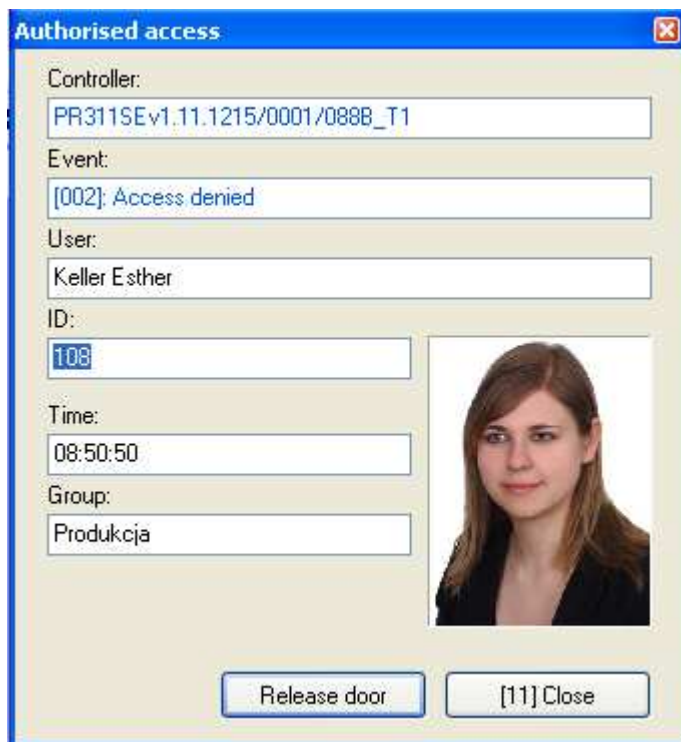 Authorised access
Controller:
PR311SEv1.11.1215/0001/088B_T1
Event:
[002]: Access denied
User:
Keller Esther
ID:
108
Time:
08:50:50
Group:
Produkcja
Release door
[11] Close